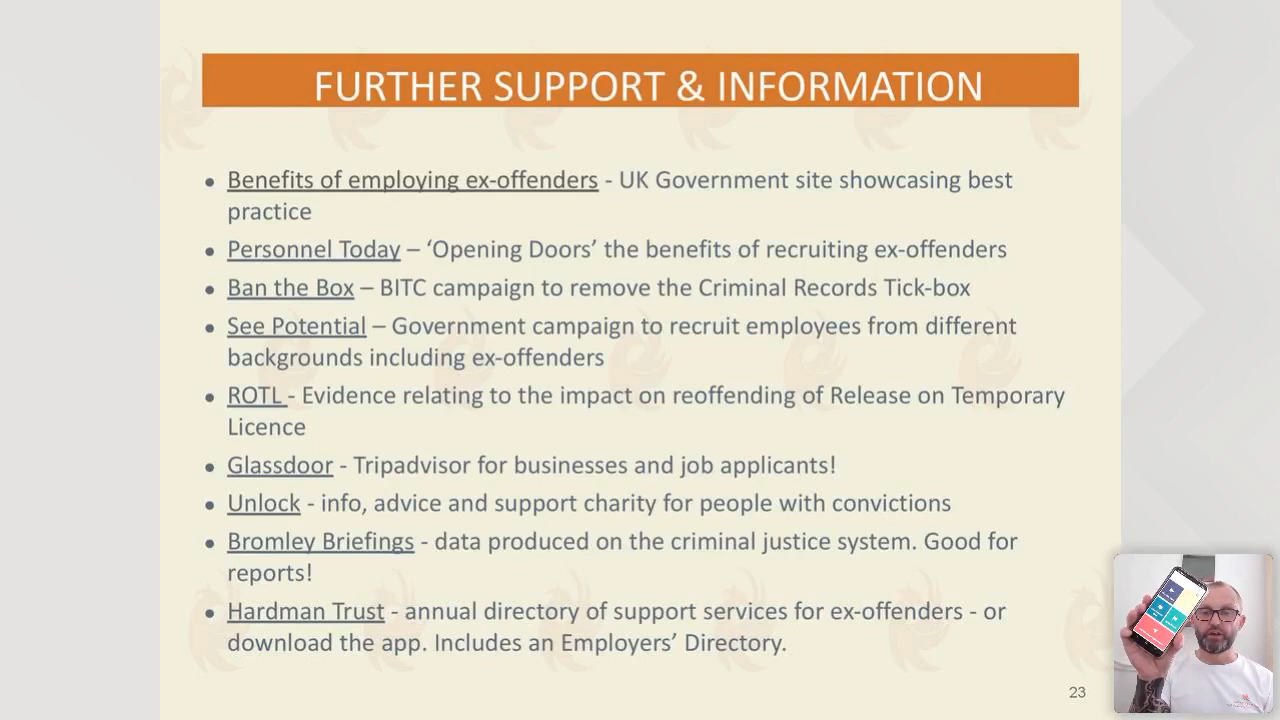 FURTHER SUPPORT & INFORMATION
• Benefits of employing ex-offenders - UK Government site showcasing best
practice
• Personnel Today – ‘Opening Doors’ the benefits of recruiting ex-offenders
• Ban the Box – BITC campaign to remove the Criminal Records Tick-box
• See Potential – Government campaign to recruit employees from different
backgrounds including ex-offenders
• ROTL - Evidence relating to the impact on reoffending of Release on Temporary
Licence
• Glassdoor - Tripadvisor for businesses and job applicants!
• Unlock - info, advice and support charity for people with convictions
• Bromley Briefings - data produced on the criminal justice system. Good for
reports!
• Hardman Trust - annual directory of support services for ex-offenders - or
download the app. Includes an Employers’ Directory.
23